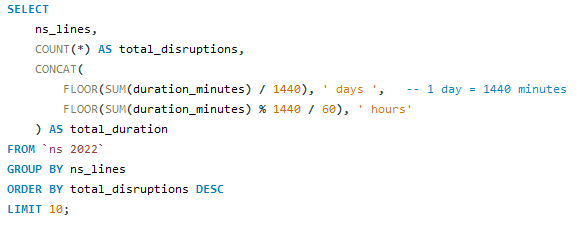 SELECT
    ns_lines,
    COUNT(*) AS total_disruptions,
    CONCAT(
        FLOOR(SUM(duration_minutes) / 1440), ' days ',   -- 1 day = 1440 minutes
        FLOOR(SUM(duration_minutes) % 1440 / 60), ' hours'
    ) AS total_duration
FROM `ns 2022`
GROUP BY ns_lines
ORDER BY total_disruptions DESC
LIMIT 10;